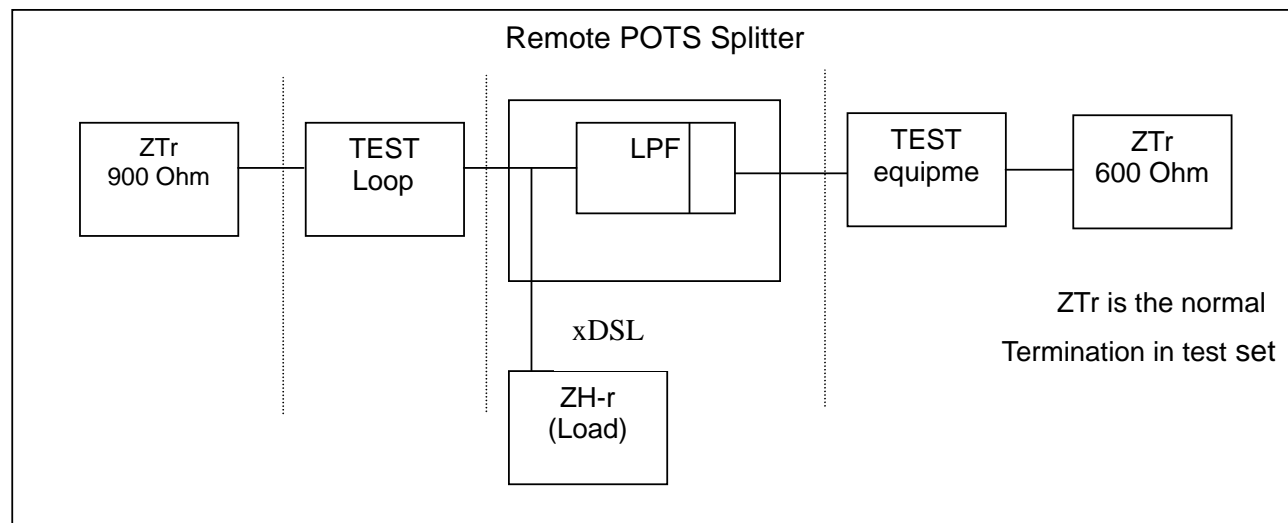 Remote POTS Splitter
ZTr
900 Ohm
TEST
Loop
LPF
TEST
equipme
ZTr
600 Ohm
xDSL
ZH-r
(Load)
ZTr is the normal
Termination in test set